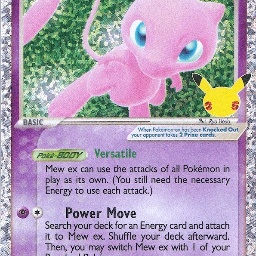 BASIC
When Pokémon-ex has been Knocked Out
your opponent takes 2 Prize cards.
Poké-BODY Versatile
Mew ex can use the attacks of all Pokémon in
play as its own. (You still need the necessary
Energy to use each attack.)
Power Move
Search your deck for an Energy card and attach
it to Mew ex. Shuffle your deck afterward.
Then, you may switch Mew ex with 1 of your